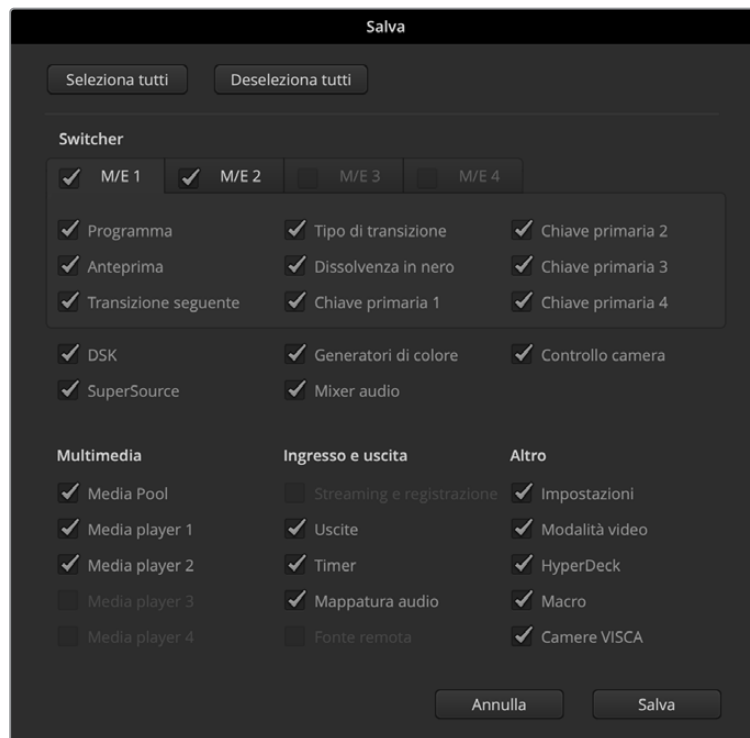 Salva
Seleziona tutti Deseleziona tutti
Switcher
M/E 1 M/E 2 M/E 3 M/E 4
Programma Tipo di transizione Chiave primaria 2
Anteprima Dissolvenza in nero Chiave primaria 3
Transizione seguente Chiave primaria 1 Chiave primaria 4
DSK Generatori di colore Controllo camera
SuperSource Mixer audio
Multimedia Ingresso e uscita Altro
Media Pool Streaming e registrazione Impostazioni
Media player 1 Uscite Modalità video
Media player 2 Timer HyperDeck
Media player 3 Mappatura audio Macro
Media player 4 Fonte remota Camere VISCA
Annulla Salva